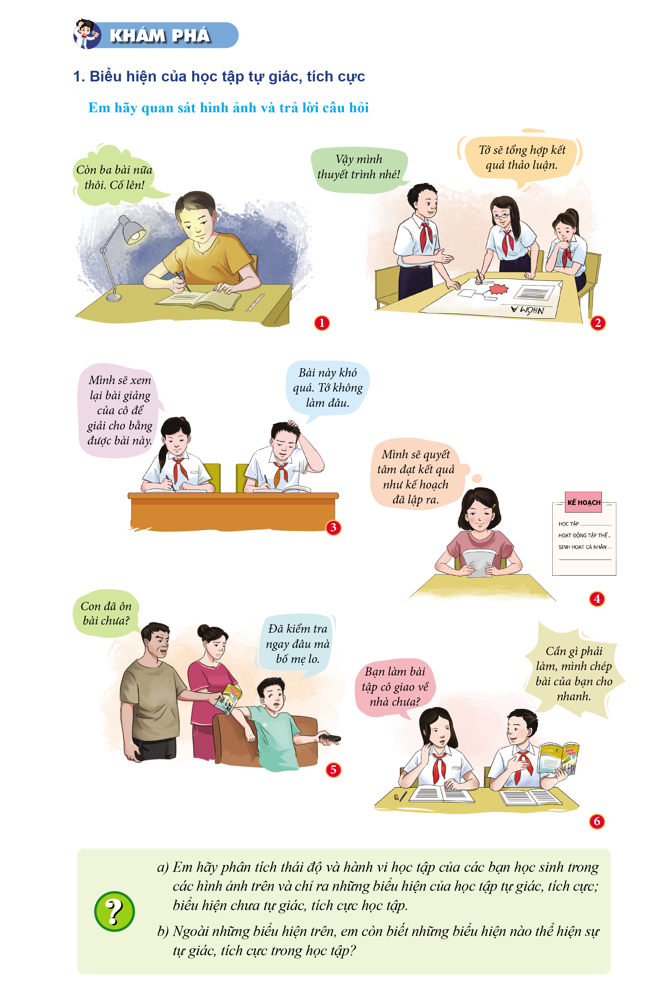 KHÁM PHÁ
1. Biểu hiện của học tập tự giác, tích cực
Em hãy quan sát hình ảnh và trả lời câu hỏi
Còn ba bài nữa
thôi. Cố lên!
1
Vậy mình
thuyết trình nhé!
Tớ sẽ tổng hợp kết
quả thảo luận.
NHÓM A
2
Mình sẽ xem
lại bài giảng
của cô để
giải cho bằng
được bài này.
Bài này khó
quá. Tớ không
làm đâu.
3
Mình sẽ quyết
tâm đạt kết quả
như kế hoạch
đã lập ra.
KẾ HOẠCH
HỌC TẬP
HOẠT ĐỘNG TẬP THỂ
SINH HOẠT CÁ NHÂN
4
Con đã ôn
bài chưa?
Đã kiểm tra
ngay đâu mà
bố mẹ lo.
5
Bạn làm bài
tập cô giao về
nhà chưa?
Cần gì phải
làm, mình chép
bài của bạn cho
nhanh.
Giáo dục
công dân
7
6
?
a) Em hãy phân tích thái độ và hành vi học tập của các bạn học sinh trong
các hình ảnh trên và chỉ ra những biểu hiện của học tập tự giác, tích cực;
biểu hiện chưa tự giác, tích cực học tập.
b) Ngoài những biểu hiện trên, em còn biết những biểu hiện nào thể hiện sự
tự giác, tích cực trong học tập?